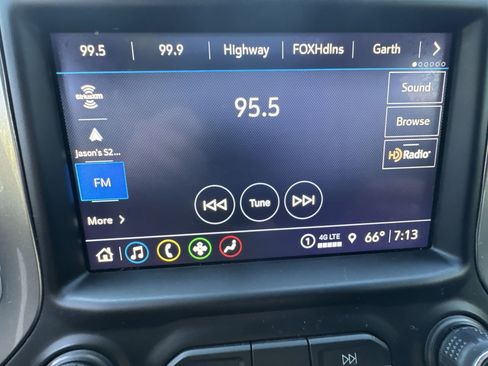 99.5 99.9 Highway FOXHdlns Garth
SiriusXM
95.5
Sound
Browse
HD Radio
Jason's S2...
FM
Tune
More
1 4G LTE 66° 7:13